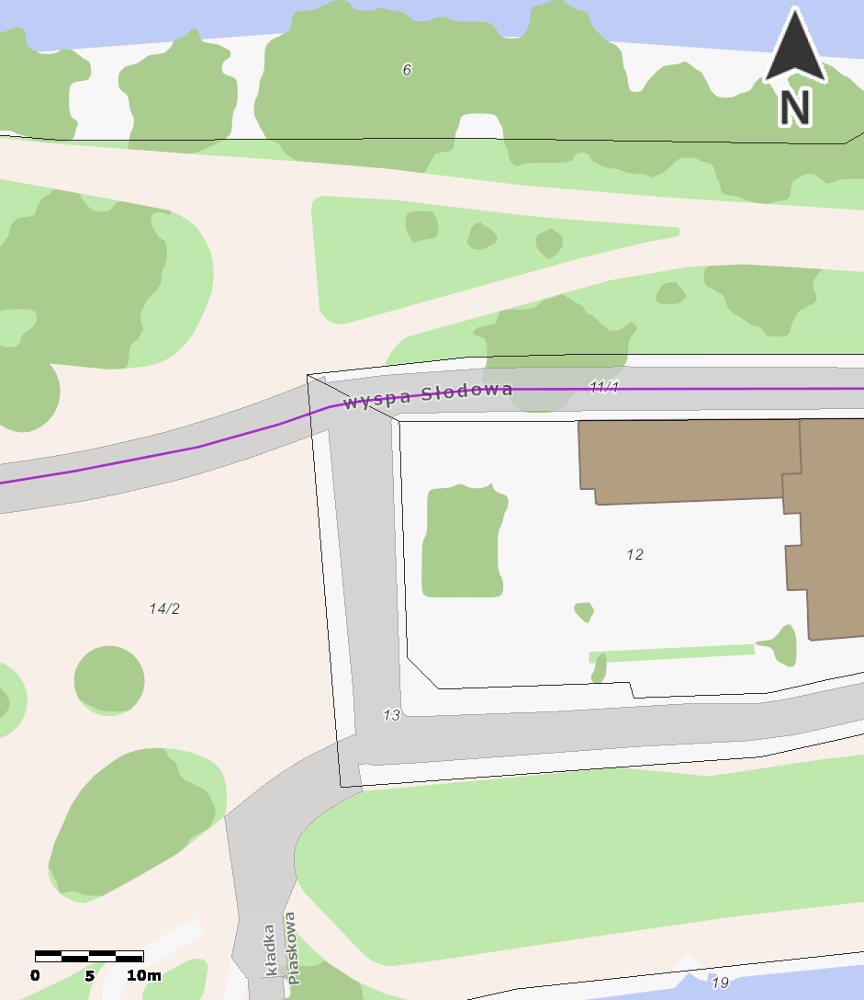 6
N
wyspa Słodowa
11/1
12
14/2
13
kładka
Piaskowa
0 5 10m
19